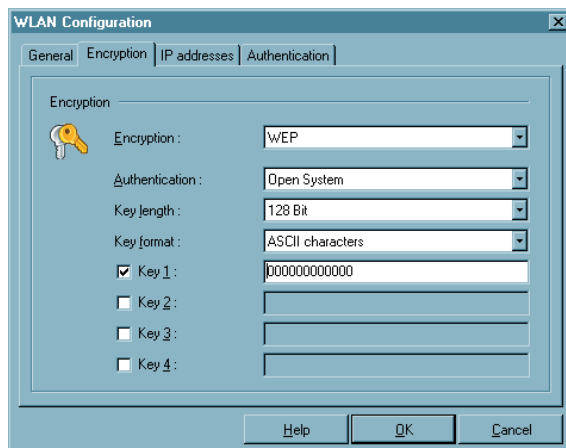 WLAN Configuration
General Encryption IP addresses Authentication
Encryption
Encryption : WEP
Authentication : Open System
Key length : 128 Bit
Key format : ASCII characters
Key 1 : 000000000000
Key 2 :
Key 3 :
Key 4 :
Help OK Cancel